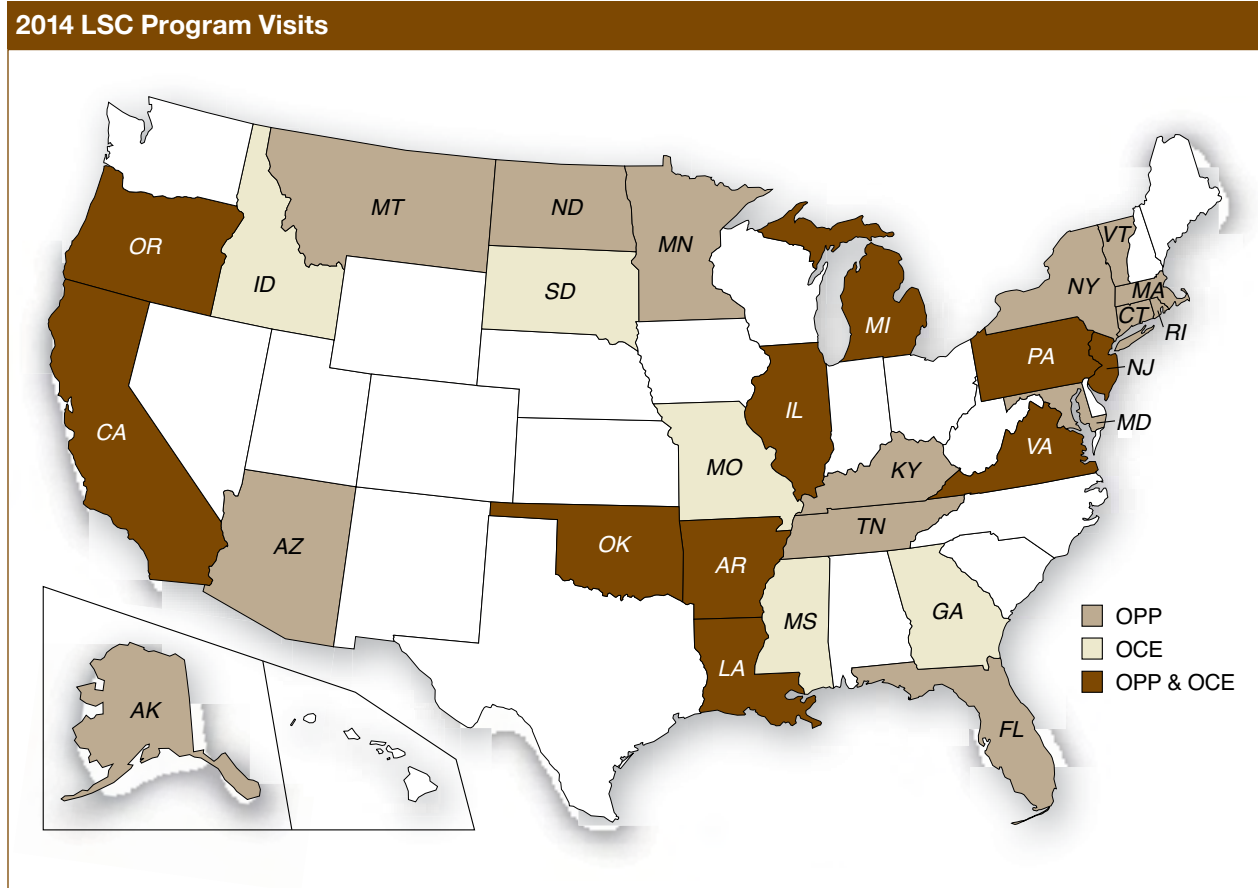 2014 LSC Program Visits
MT
ND
MN
OR
ID
SD
VT
NY
MA
CT
RI
MI
PA
NJ
IL
MD
CA
VA
MO
KY
TN
OK
AZ
AR
MS
GA
LA
AK
FL
OPP
OCE
OPP & OCE